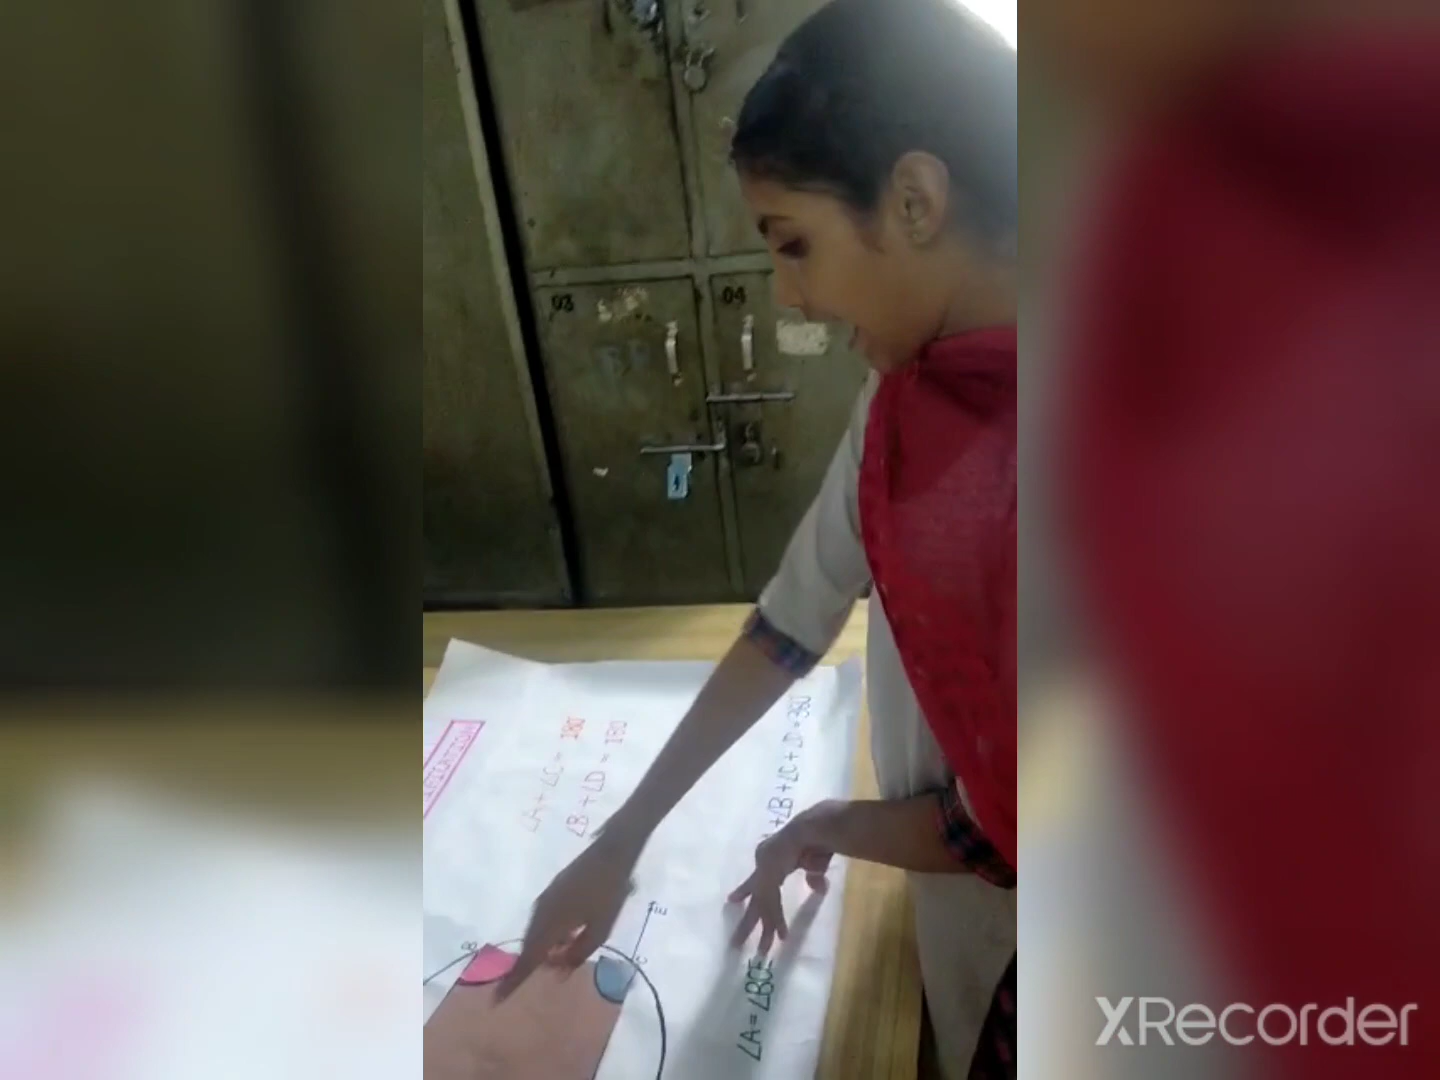 03
04
∠A+∠C = 180
∠B+∠D = 180
+∠B+∠C+∠D=360
∠A=∠BCE
B
C
E
XRecorder